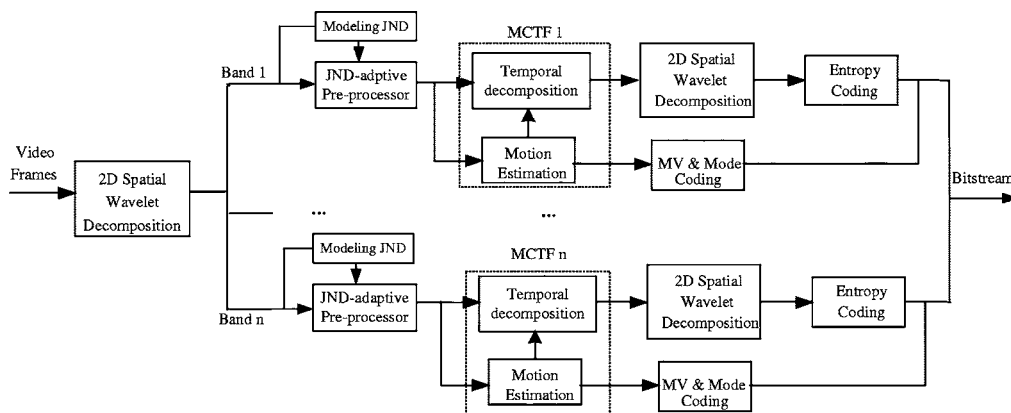 Video
Frames
2D Spatial
Wavelet
Decomposition
Band 1
Modeling JND
JND-adptive
Pre-processor
MCTF 1
Temporal
decomposition
Motion
Estimation
2D Spatial
Wavelet
Decomposition
Entropy
Coding
MV & Mode
Coding
Bitstream
...
...
Band n
Modeling JND
JND-adaptive
Pre-processor
MCTF n
Temporal
decomposition
Motion
Estimation
2D Spatial
Wavelet
Decomposition
Entropy
Coding
MV & Mode
Coding